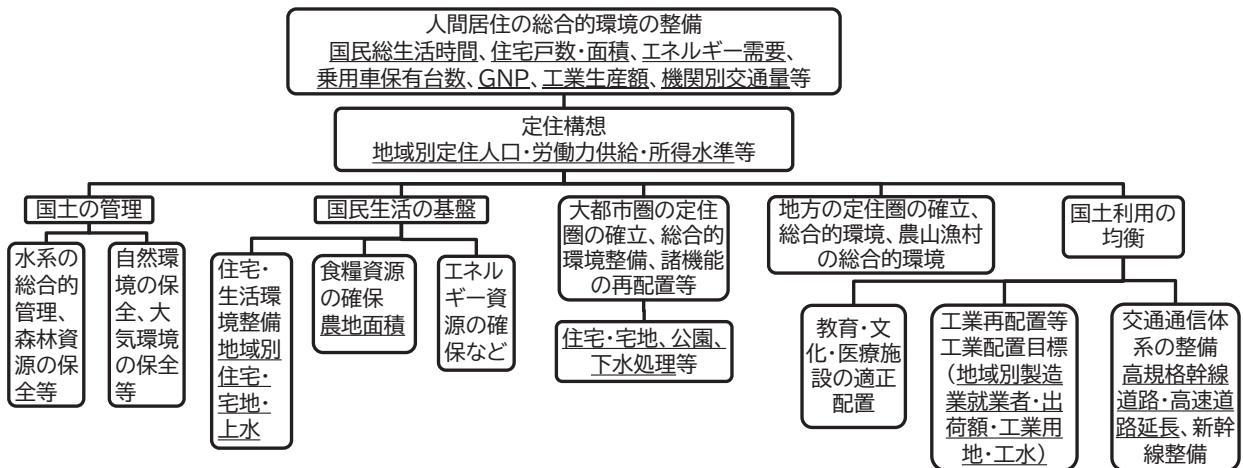 人間居住の総合的環境の整備
国民総生活時間、住宅戸数・面積、エネルギー需要、
乗用車保有台数、GNP、工業生産額、機関別交通量等
定住構想
地域別定住人口・労働力供給・所得水準等
国土の管理
水系の
総合的
管理、
森林資
源の保
全等
自然環
境の保
全、大
気環境
の保全
等
国民生活の基盤
住宅・
生活環
境整備
地域別
住宅・
宅地・
上水
食糧資源
の確保
農地面積
エネル
ギー資
源の確
保など
大都市圏の定住
圏の確立、総合的
環境整備、諸機能
の再配置等
住宅・宅地、公園、
下水処理等
地方の定住圏の確立、
総合的環境、農山漁村
の総合的環境
国土利用の
均衡
教育・文
化・医療施
設の適正
配置
工業再配置等
工業配置目標
（地域別製造
業就業者・出
荷額・工業用
地・工水）
交通通信体
系の整備
高規格幹線
道路・高速道
路延長、新幹
線整備